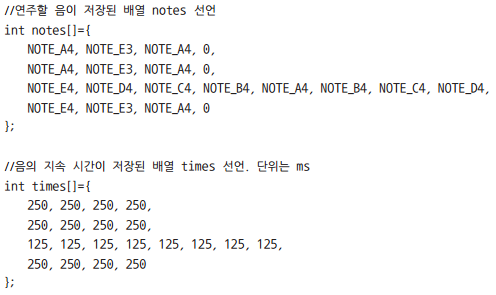 //연주할 음이 저장된 배열 notes 선언
int notes[]={
NOTE_A4, NOTE_E3, NOTE_A4, 0,
NOTE_A4, NOTE_E3, NOTE_A4, 0,
NOTE_E4, NOTE_D4, NOTE_C4, NOTE_B4, NOTE_A4, NOTE_B4, NOTE_C4, NOTE_D4,
NOTE_E4, NOTE_E3, NOTE_A4, 0
};
//음의 지속 시간이 저장된 배열 times 선언. 단위는 ms
int times[]={
250, 250, 250, 250,
250, 250, 250, 250,
125, 125, 125, 125, 125, 125, 125, 125,
250, 250, 250, 250
};